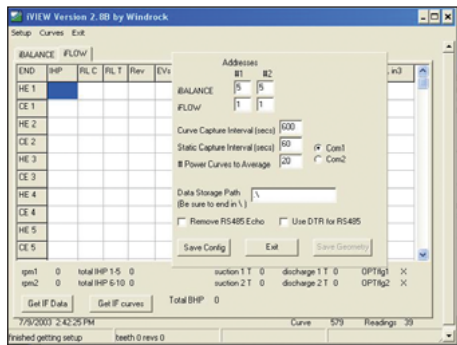 iVIEW Version 2.8B by Windrock
Setup Curves Exit
iBALANCE iFLOW
END IHP RL C RL T Rev EVs , in3
HE 1
CE 1
HE 2
CE 2
HE 3
CE 3
HE 4
CE 4
HE 5
CE 5
Addresses
#1 #2
iBALANCE 5 5
iFLOW 1 1
Curve Capture Interval (secs) 600
Static Capture Interval (secs) 60
# Power Curves to Average 20
Com1
Com2
Data Storage Path .\
(Be sure to end in \ )
Remove RS485 Echo Use DTR for RS485
Save Config Exit Save Geometry
rpm1 0 total IHP 1-5 0 suction 1 T 0 discharge 1 T 0 OPTflg1 X
rpm2 0 total IHP 6-10 0 suction 2 T 0 discharge 2 T 0 OPTflg2 X
Get IF Data Get IF curves Total BHP 0
7/9/2003 2:42:25 PM Curve 579 Readings 39
finished getting setup teeth 0 revs 0